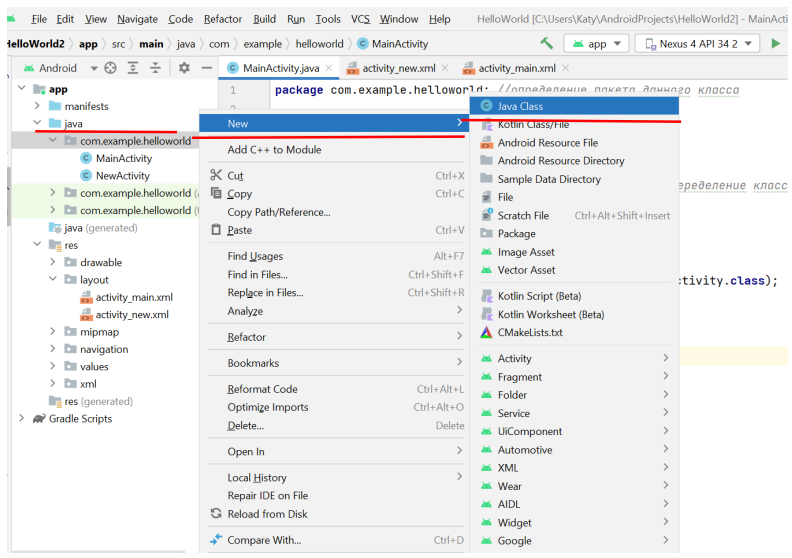 File Edit View Navigate Code Refactor Build Run Tools VCS Window Help HelloWorld [C:\Users\Katy\AndroidProjects\HelloWorld2] - MainActi
HelloWorld2 app src main java com example helloworld MainActivity app Nexus 4 API 34 2
Android MainActivity.java activity_new.xml activity_main.xml
app
manifests
java
com.example.helloworld
MainActivity
NewActivity
com.example.helloworld
com.example.helloworld
java (generated)
res
drawable
layout
activity_main.xml
activity_new.xml
mipmap
navigation
values
xml
res (generated)
Gradle Scripts
1 package com.example.helloworld; //определение пакета данного класса
2
ределение класс
ctivity.class);
New
Add C++ to Module
Cut Ctrl+X
Copy Ctrl+C
Copy Path/Reference...
Paste Ctrl+V
Find Usages Alt+F7
Find in Files... Ctrl+Shift+F
Replace in Files... Ctrl+Shift+R
Analyze
Refactor
Bookmarks
Reformat Code Ctrl+Alt+L
Optimize Imports Ctrl+Alt+O
Delete... Delete
Open In
Local History
Repair IDE on File
Reload from Disk
Compare With... Ctrl+D
Java Class
Kotlin Class/File
Android Resource File
Android Resource Directory
Sample Data Directory
File
Scratch File Ctrl+Alt+Shift+Insert
Package
Image Asset
Vector Asset
Kotlin Script (Beta)
Kotlin Worksheet (Beta)
CMakeLists.txt
Activity
Fragment
Folder
Service
UiComponent
Automotive
XML
Wear
AIDL
Widget
Google